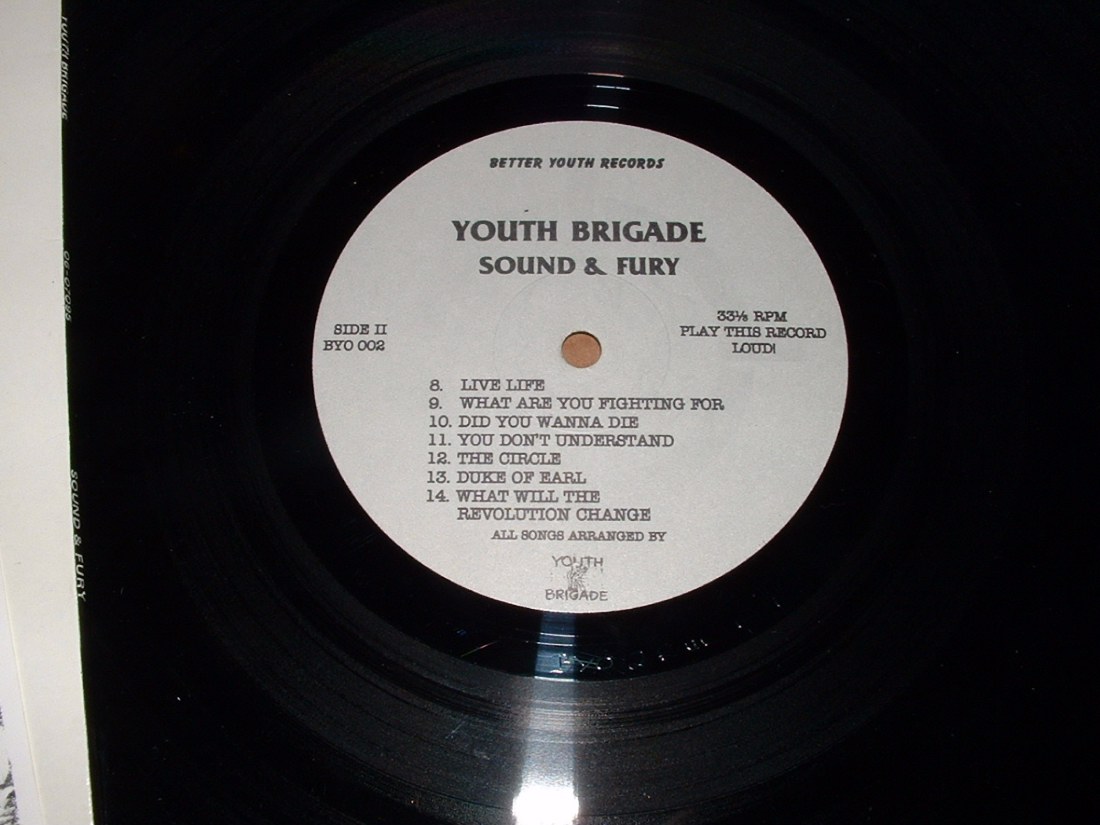 BETTER YOUTH RECORDS
YOUTH BRIGADE
SOUND & FURY
SIDE II
BYO 002
33⅓ RPM
PLAY THIS RECORD
LOUD!
8. LIVE LIFE
9. WHAT ARE YOU FIGHTING FOR
10. DID YOU WANNA DIE
11. YOU DON'T UNDERSTAND
12. THE CIRCLE
13. DUKE OF EARL
14. WHAT WILL THE
REVOLUTION CHANGE
ALL SONGS ARRANGED BY
YOUTH
BRIGADE
YOUTH BRIGADE
SOUND & FURY